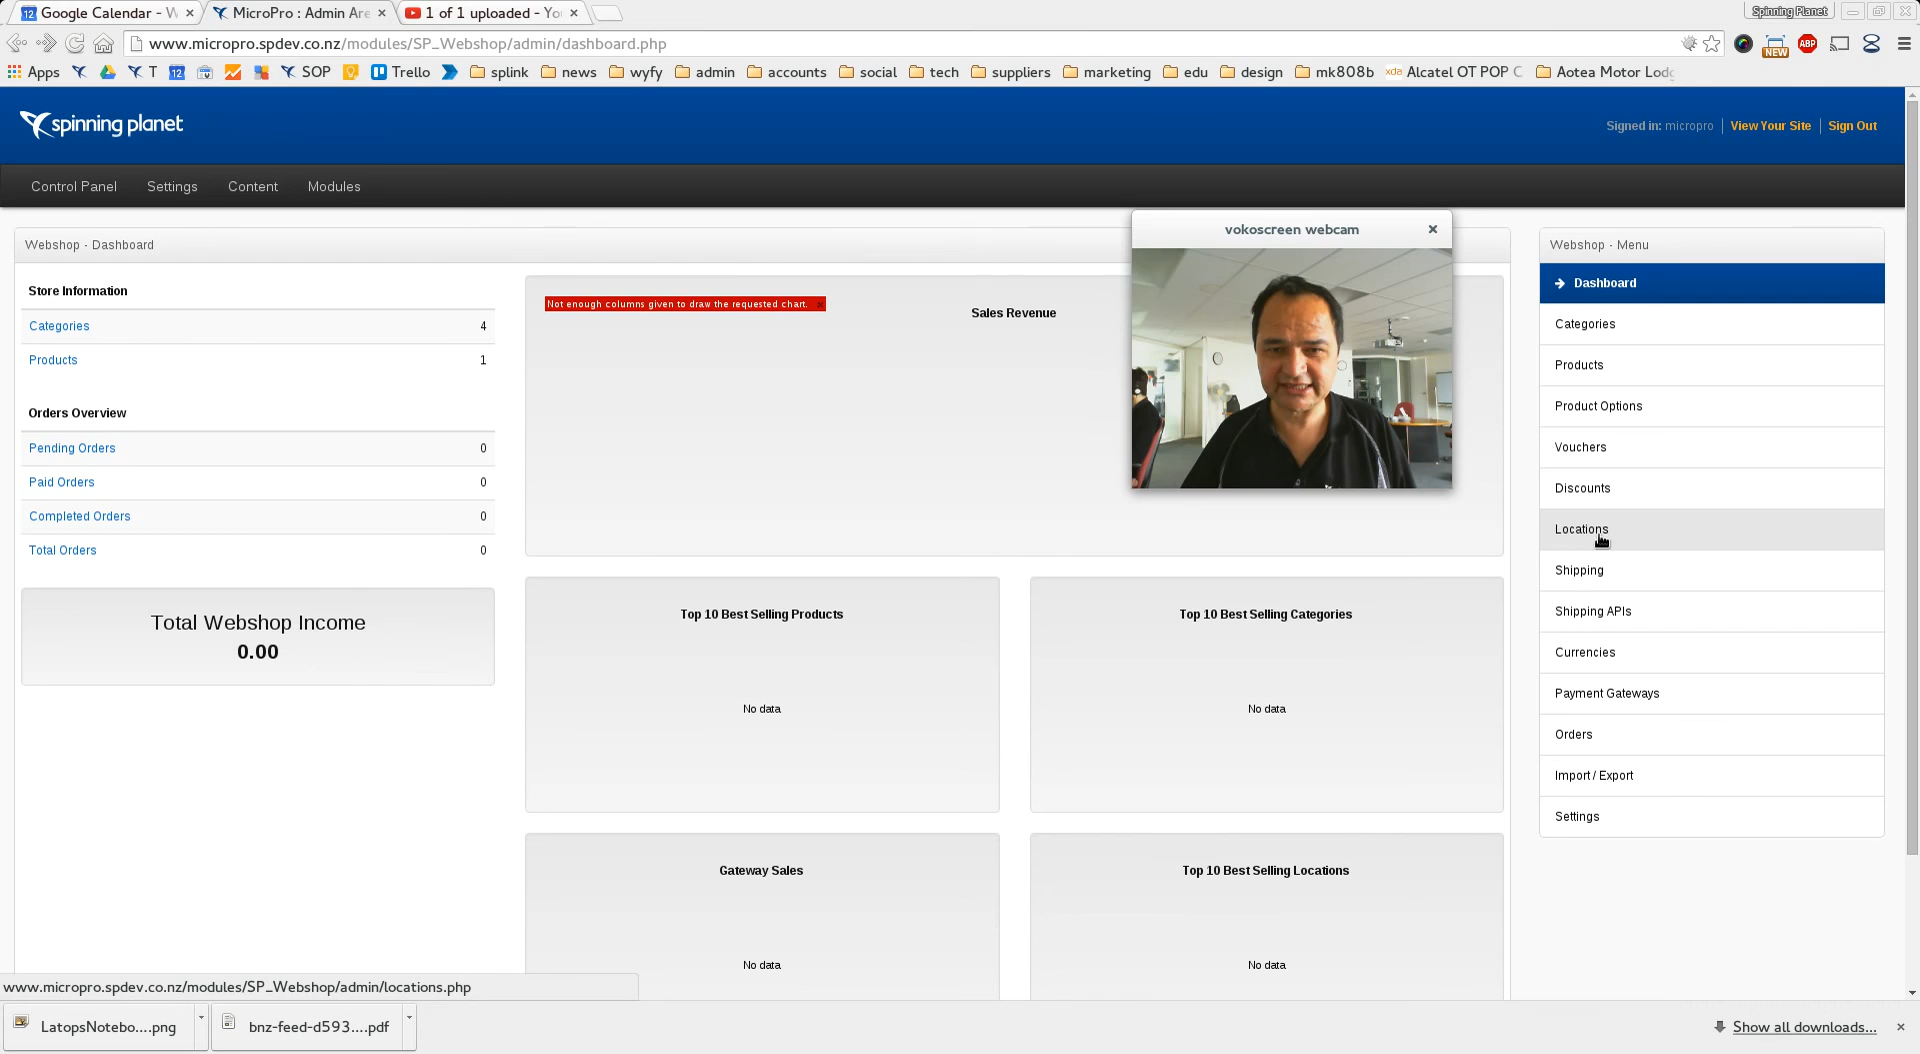 Google Calendar - W
MicroPro : Admin Are
1 of 1 uploaded - Yo
Spinning Planet
www.micropro.spdev.co.nz/modules/SP_Webshop/admin/dashboard.php
ABP
NEW
Apps
T
12
SOP
Trello
splink
news
wyfy
admin
accounts
social
tech
suppliers
marketing
edu
design
mk808b
xda
Alcatel OT POP C
Aotea Motor Lodg
spinning planet
Signed in: micropro
View Your Site
Sign Out
Control Panel
Settings
Content
Modules
Webshop - Dashboard
Store Information
Categories 4
Products 1
Orders Overview
Pending Orders 0
Paid Orders 0
Completed Orders 0
Total Orders 0
Total Webshop Income
0.00
Not enough columns given to draw the requested chart. x
Sales Revenue
vokoscreen webcam
Top 10 Best Selling Products
No data
Top 10 Best Selling Categories
No data
Gateway Sales
No data
Top 10 Best Selling Locations
No data
Webshop - Menu
Dashboard
Categories
Products
Product Options
Vouchers
Discounts
Locations
Shipping
Shipping APIs
Currencies
Payment Gateways
Orders
Import / Export
Settings
www.micropro.spdev.co.nz/modules/SP_Webshop/admin/locations.php
LatopsNotebo....png
bnz-feed-d593....pdf
Show all downloads...